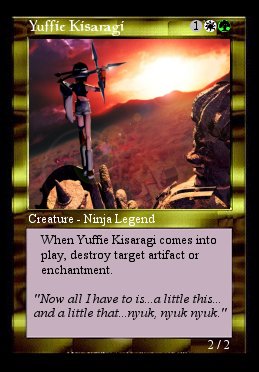 Yuffie Kisaragi 1
Creature - Ninja Legend
When Yuffie Kisaragi comes into
play, destroy target artifact or
enchantment.
"Now all I have to is...a little this...
and a little that...nyuk, nyuk nyuk."
2/2